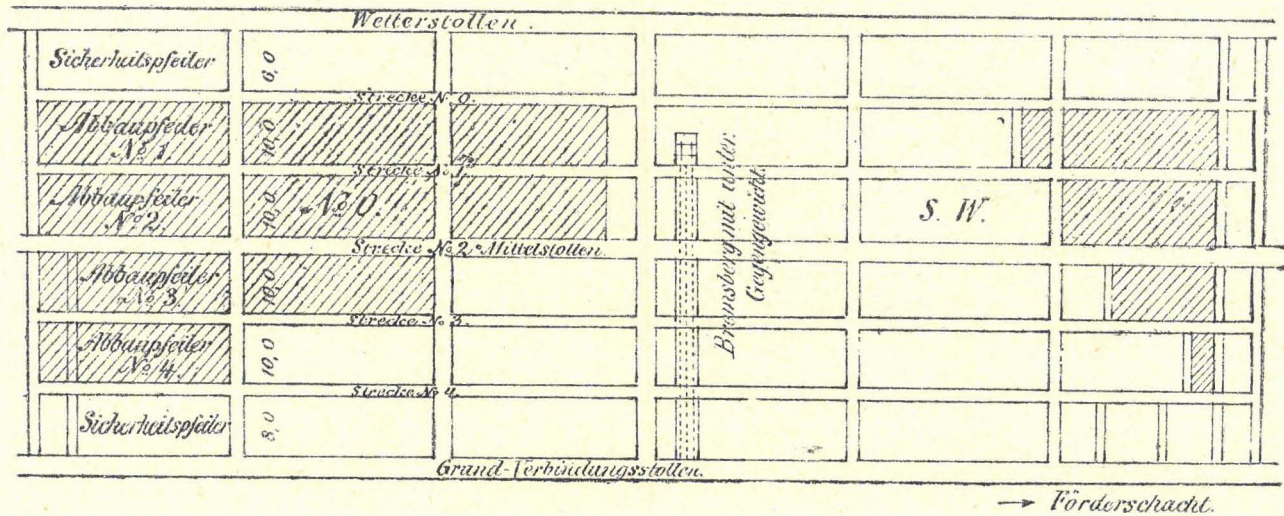 Wetterstollen.
Sicherheitspfeiler
6,0
Strecke No 0.
Abbaupfeiler
No 1.
10,0
Strecke No 1.
Abbaupfeiler
No 2.
10,0
No 0.
S. W.
Strecke No 2. Mittelstollen.
Bremsberg mit unter.
Gegengewicht.
Abbaupfeiler
No 3.
10,0
Strecke No 3.
Abbaupfeiler
No 4.
10,0
Strecke No 4.
Sicherheitspfeiler
8,0
Grund-Verbindungsstollen.
→ Förderschacht.